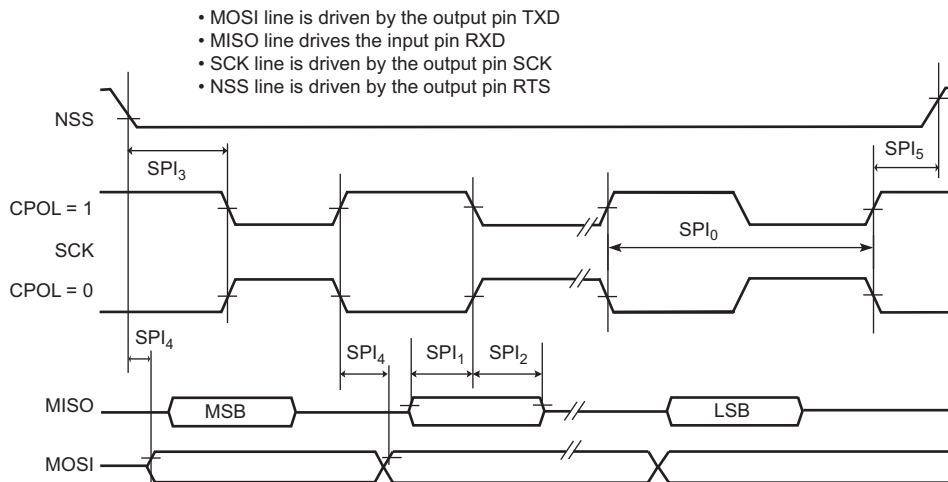 • MOSI line is driven by the output pin TXD
• MISO line drives the input pin RXD
• SCK line is driven by the output pin SCK
• NSS line is driven by the output pin RTS
NSS
SPI3
SPI5
CPOL = 1
SCK
SPI0
CPOL = 0
SPI4
SPI4
SPI1
SPI2
MISO
MSB
LSB
MOSI